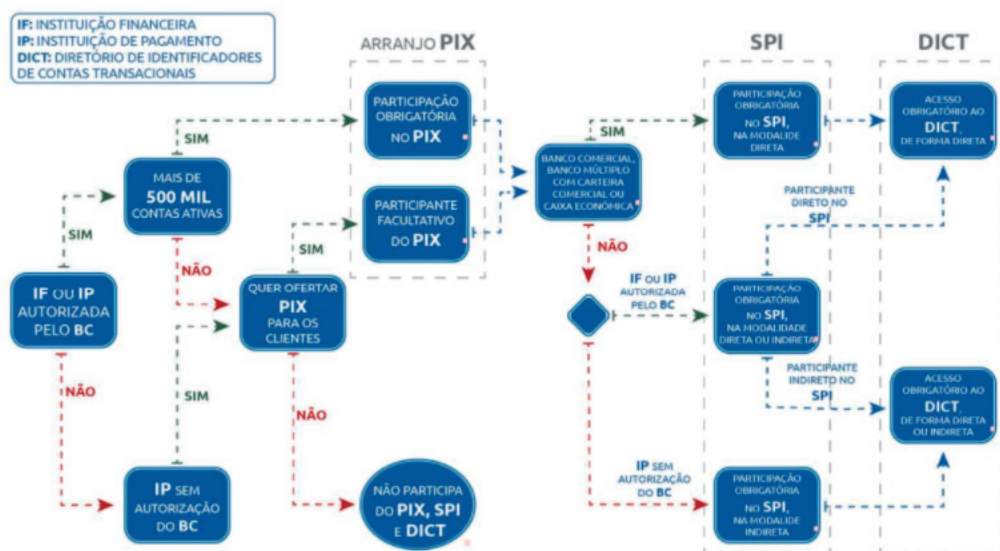 IF: INSTITUIÇÃO FINANCEIRA
IP: INSTITUIÇÃO DE PAGAMENTO
DICT: DIRETÓRIO DE IDENTIFICADORES
DE CONTAS TRANSACIONAIS
ARRANJO PIX
SPI
DICT
PARTICIPAÇÃO
OBRIGATÓRIA
NO PIX
PARTICIPAÇÃO
OBRIGATÓRIA
NO SPI,
NA MODALIDE
DIRETA
ACESSO
OBRIGATÓRIO AO
DICT,
DE FORMA DIRETA
SIM
SIM
MAIS DE
500 MIL
CONTAS ATIVAS
BANCO COMERCIAL,
BANCO MÚLTIPLO
COM CARTEIRA
COMERCIAL OU
CAIXA ECONÔMICA
PARTICIPANTE
FACULTATIVO
DO PIX
PARTICIPANTE
DIRETO NO
SPI
SIM
SIM
NÃO
NÃO
IF OU IP
AUTORIZADA
PELO BC
QUER OFERTAR
PIX
PARA OS
CLIENTES
IF OU IP
AUTORIZADA
PELO BC
PARTICIPAÇÃO
OBRIGATÓRIA
NO SPI,
NA MODALIDADE
DIRETA OU INDIRETA
NÃO
SIM
NÃO
PARTICIPANTE
INDIRETO NO
SPI
ACESSO
OBRIGATÓRIO AO
DICT,
DE FORMA DIRETA
OU INDIRETA
IP SEM
AUTORIZAÇÃO
DO BC
NÃO PARTICIPA
DO PIX, SPI
E DICT
IP SEM
AUTORIZAÇÃO
DO BC
PARTICIPAÇÃO
OBRIGATÓRIA
NO SPI,
NA MODALIDE
INDIRETA